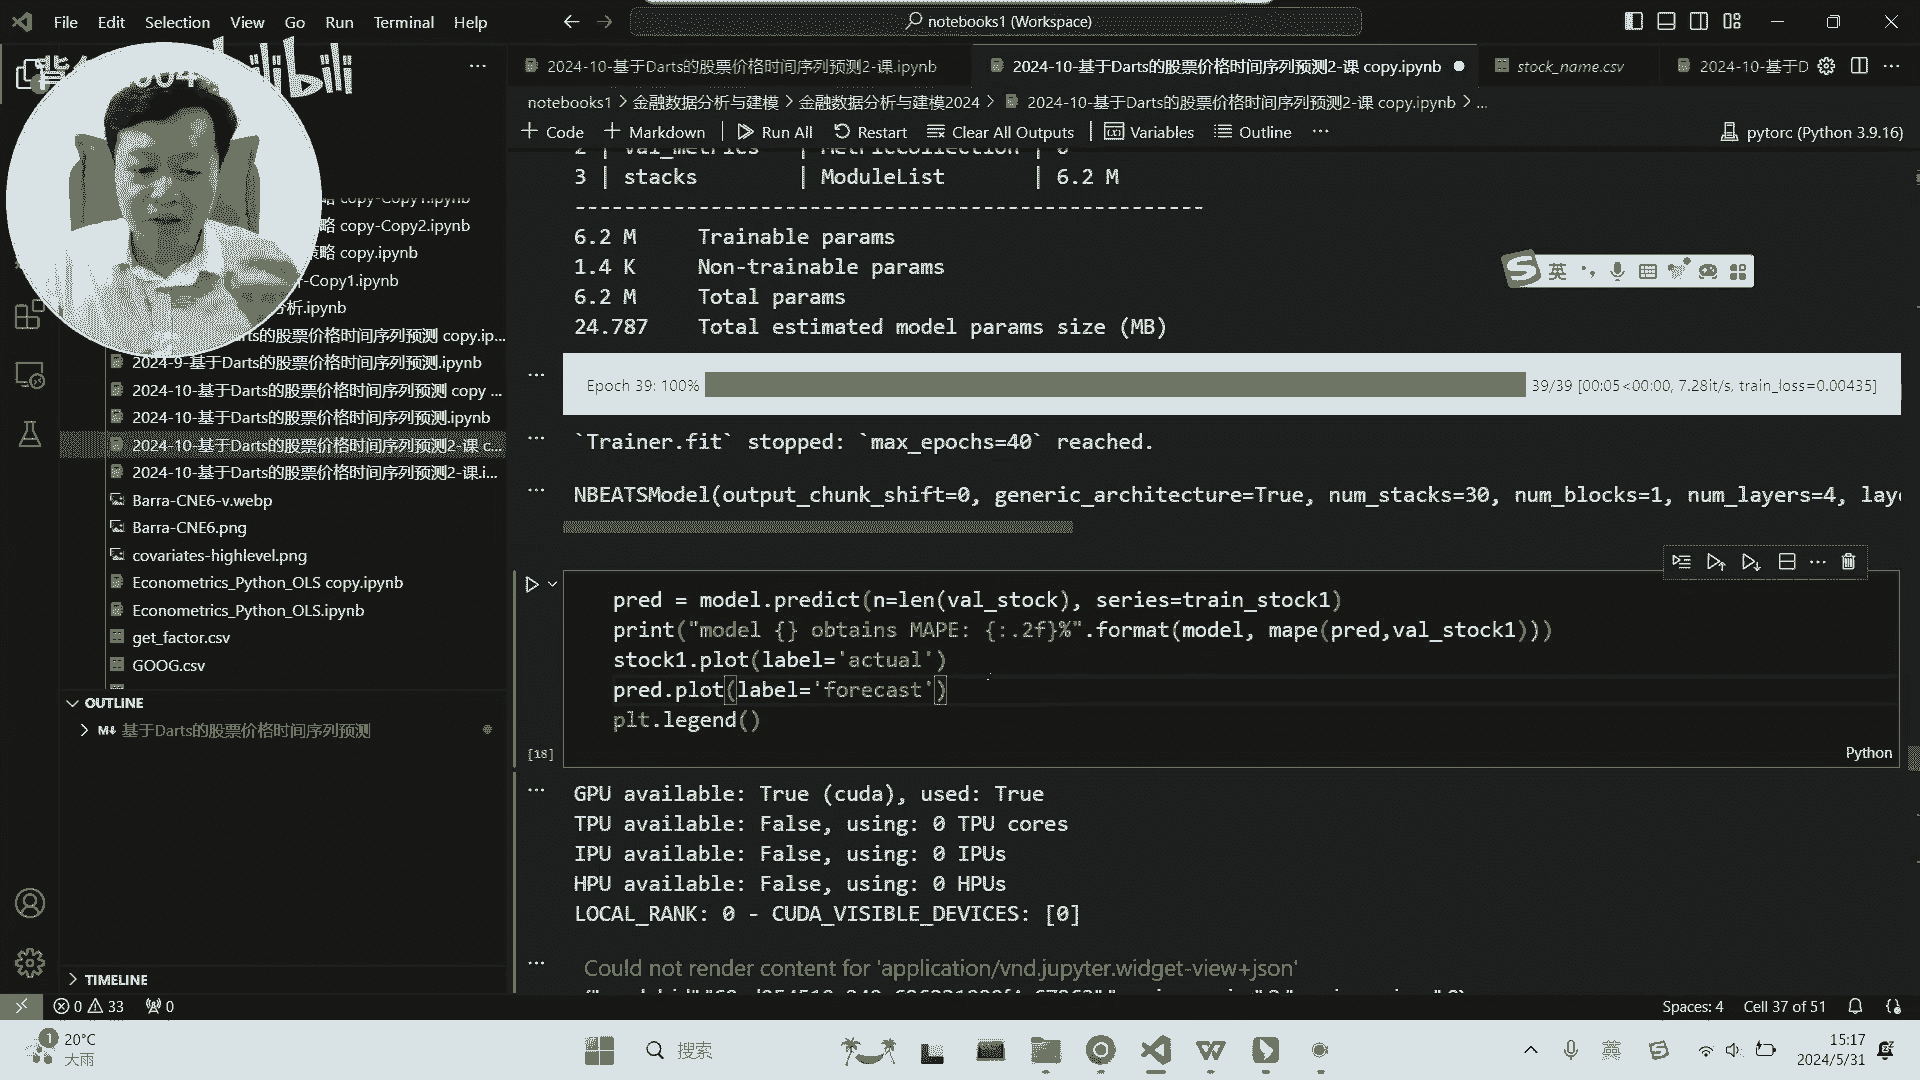 File Edit Selection View Go Run Terminal Help
notebooks1 (Workspace)
bilibili
2024-10-基于Darts的股票价格时间序列预测2-课.ipynb
2024-10-基于Darts的股票价格时间序列预测2-课 copy.ipynb
stock_name.csv
2024-10-基于D
notebooks1 > 金融数据分析与建模 > 金融数据分析与建模2024 > 2024-10-基于Darts的股票价格时间序列预测2-课 copy.ipynb > ...
+ Code + Markdown | Run All Restart Clear All Outputs | Variables Outline ...
pytorc (Python 3.9.16)
略 copy-Copy1.ipynb
略 copy-Copy2.ipynb
策略 copy.ipynb
-Copy1.ipynb
分析.ipynb
基于Darts的股票价格时间序列预测 copy.ip...
2024-9-基于Darts的股票价格时间序列预测.ipynb
2024-10-基于Darts的股票价格时间序列预测 copy ...
2024-10-基于Darts的股票价格时间序列预测.ipynb
2024-10-基于Darts的股票价格时间序列预测2-课 c...
2024-10-基于Darts的股票价格时间序列预测2-课.i...
Barra-CNE6-v.webp
Barra-CNE6.png
covariates-highlevel.png
Econometrics_Python_OLS copy.ipynb
Econometrics_Python_OLS.ipynb
get_factor.csv
GOOG.csv
OUTLINE
M↓ 基于Darts的股票价格时间序列预测
TIMELINE
2 | val_metrics | MetricCollection | 0
3 | stacks | ModuleList | 6.2 M
---------------------------------------------------
6.2 M Trainable params
1.4 K Non-trainable params
6.2 M Total params
24.787 Total estimated model params size (MB)
英
Epoch 39: 100% 39/39 [00:05<00:00, 7.28it/s, train_loss=0.00435]
`Trainer.fit` stopped: `max_epochs=40` reached.
NBEATSModel(output_chunk_shift=0, generic_architecture=True, num_stacks=30, num_blocks=1, num_layers=4, laye
pred = model.predict(n=len(val_stock), series=train_stock1)
print("model {} obtains MAPE: {:.2f}%".format(model, mape(pred,val_stock1)))
stock1.plot(label='actual')
pred.plot(label='forecast')
plt.legend()
[18]
Python
GPU available: True (cuda), used: True
TPU available: False, using: 0 TPU cores
IPU available: False, using: 0 IPUs
HPU available: False, using: 0 HPUs
LOCAL_RANK: 0 - CUDA_VISIBLE_DEVICES: [0]
Could not render content for 'application/vnd.jupyter.widget-view+json'
0 33 0
Spaces: 4 Cell 37 of 51
1 20°C
大雨
搜索
英
15:17
2024/5/31